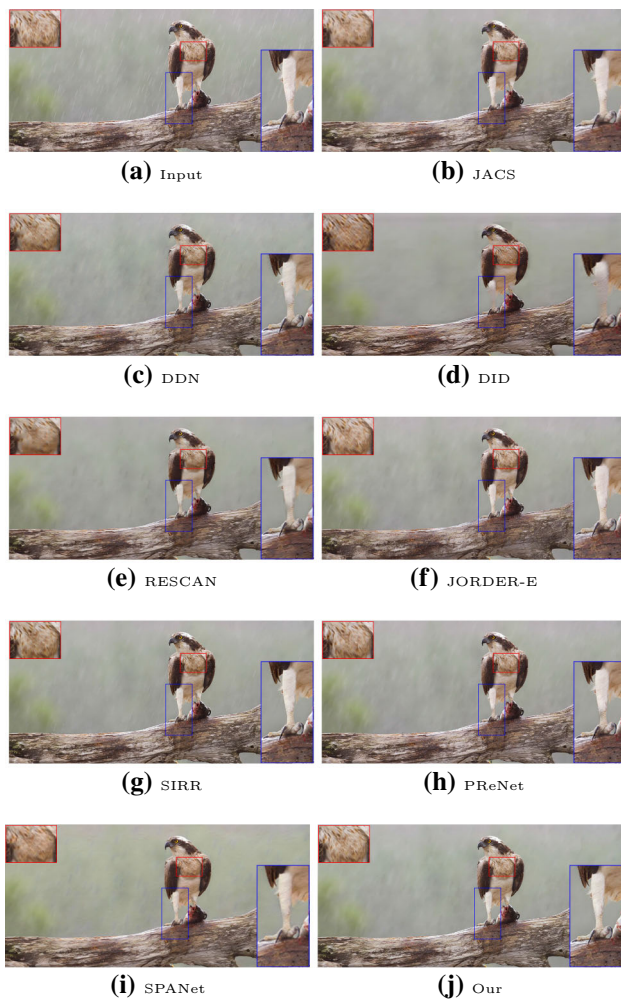 (a) Input
(b) JACS
(c) DDN
(d) DID
(e) RESCAN
(f) JORDER-E
(g) SIRR
(h) PReNet
(i) SPANet
(j) Our